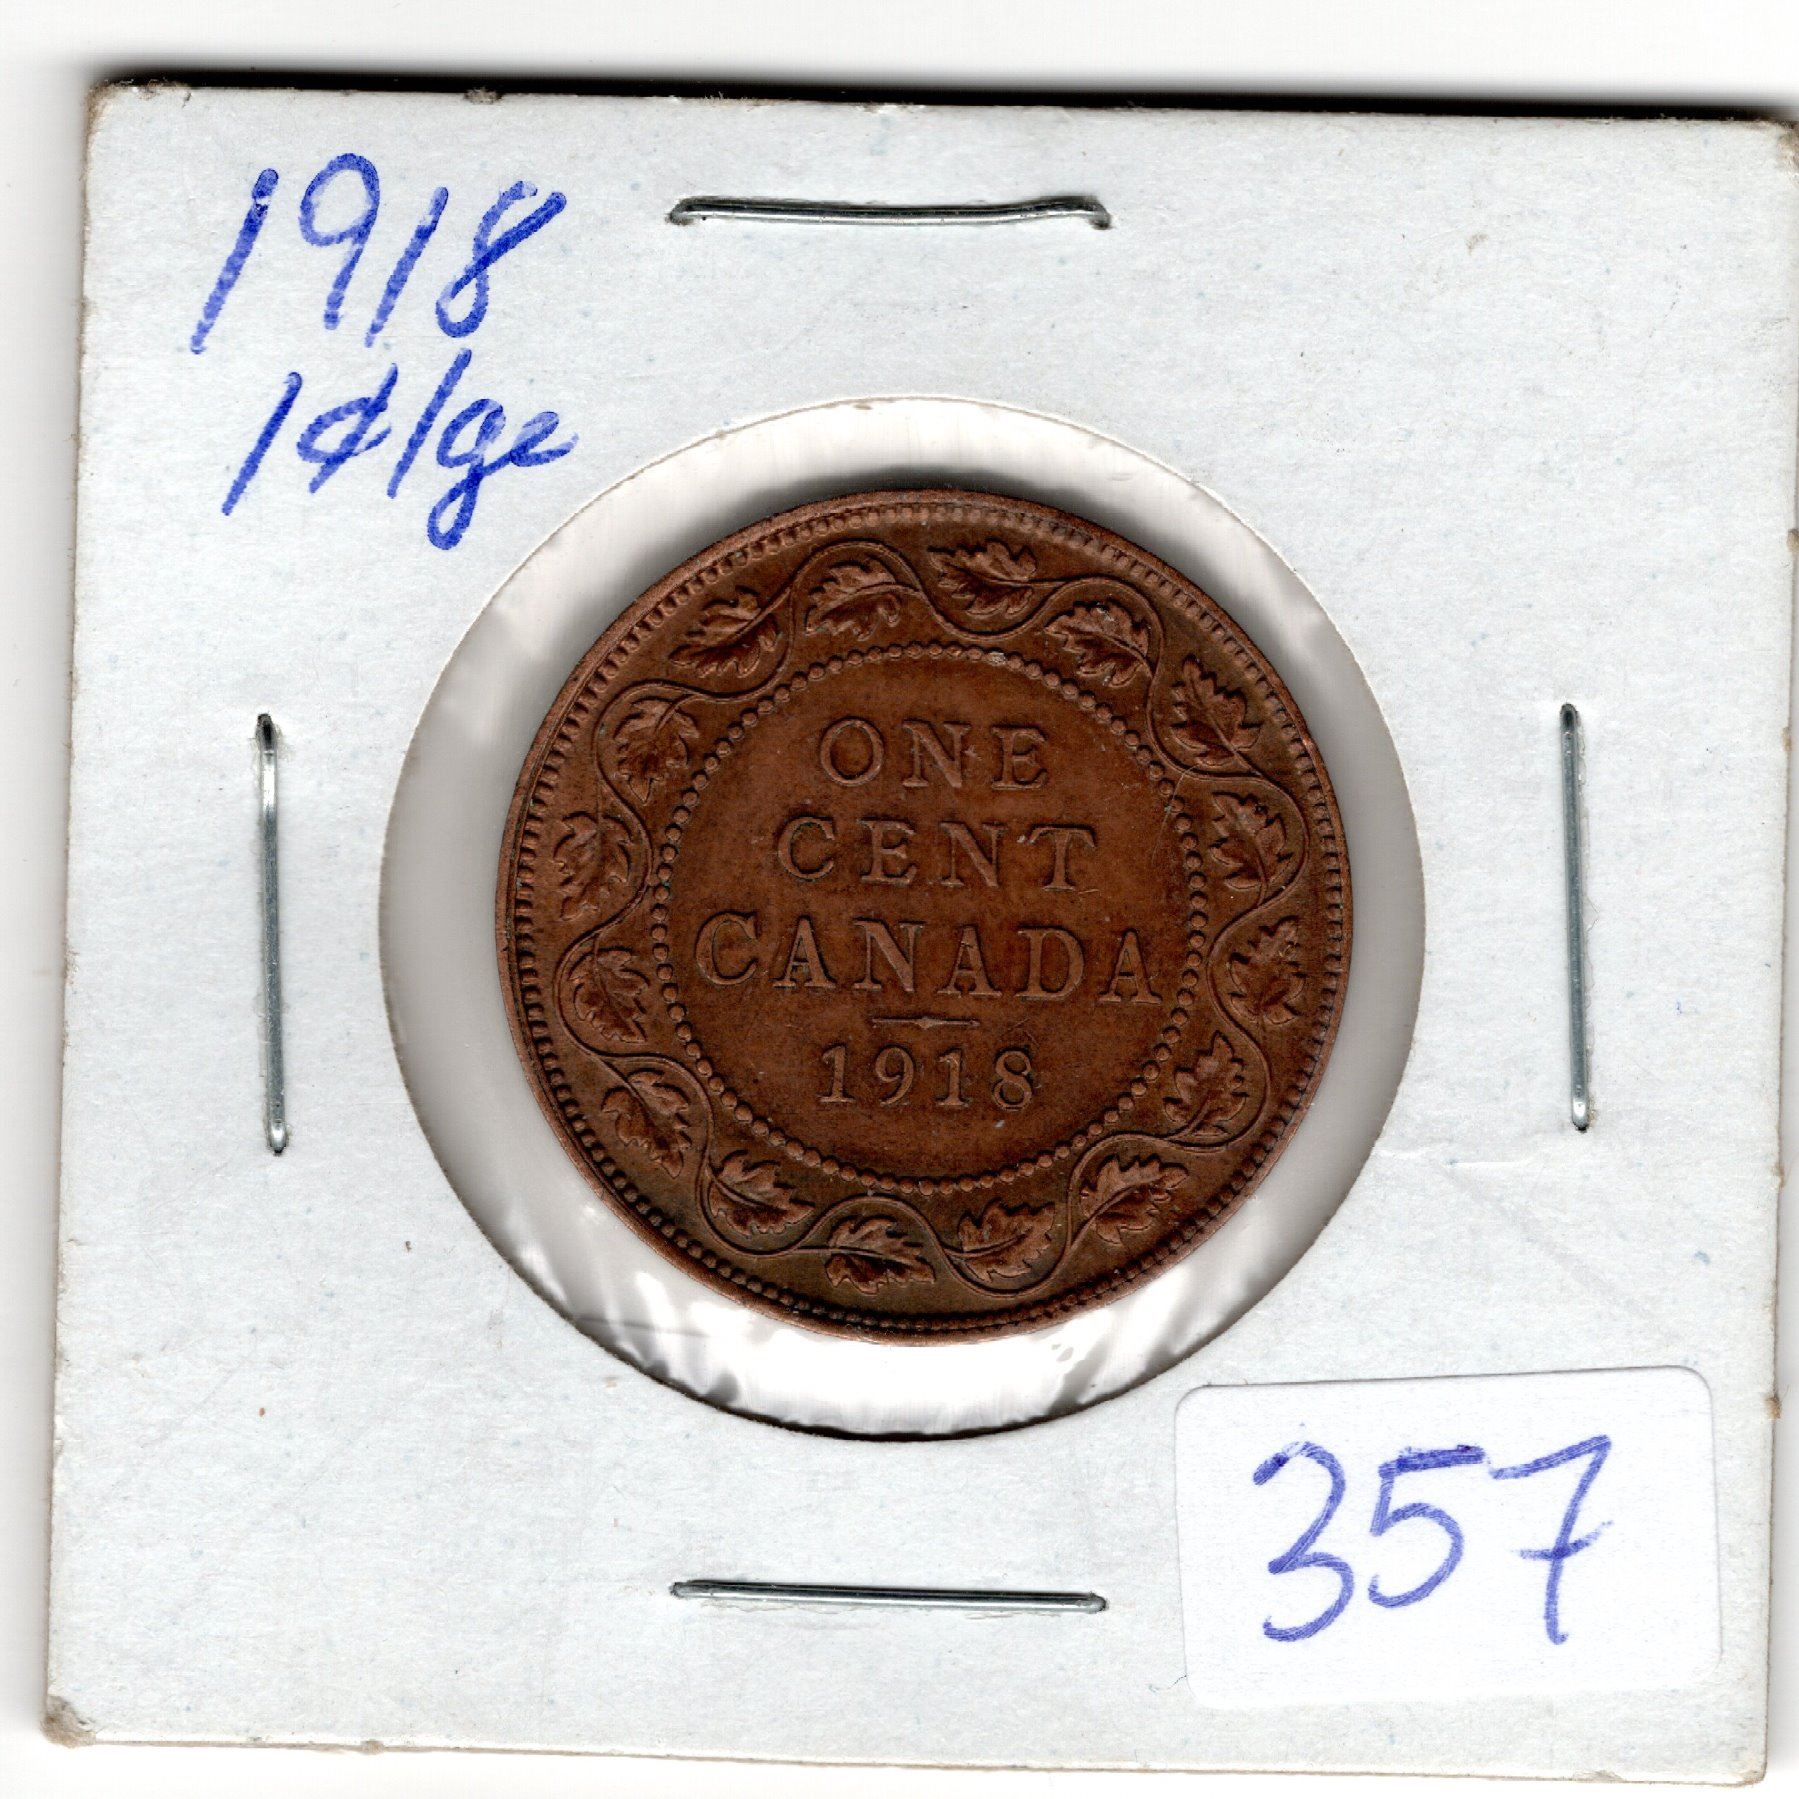 1918
1¢ lge
ONE
CENT
CANADA
1918
357